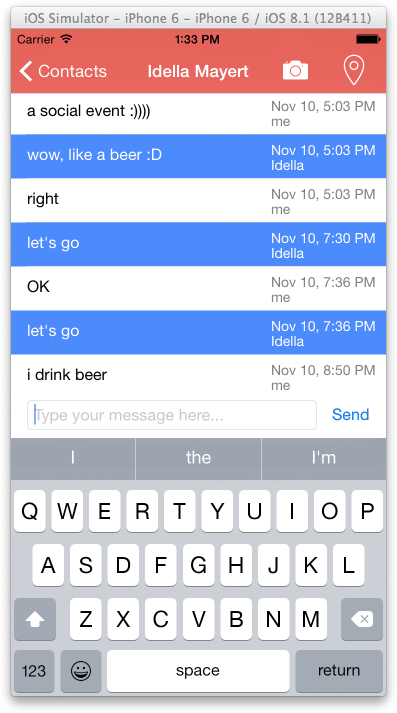 iOS Simulator - iPhone 6 - iPhone 6 / iOS 8.1 (12B411)
Carrier 1:33 PM
Contacts Idella Mayert
a social event :)))) Nov 10, 5:03 PM
me
wow, like a beer :D Nov 10, 5:03 PM
Idella
right Nov 10, 5:03 PM
me
let's go Nov 10, 7:30 PM
Idella
OK Nov 10, 7:36 PM
me
let's go Nov 10, 7:36 PM
Idella
i drink beer Nov 10, 8:50 PM
me
Type your message here... Send
I the I'm
Q W E R T Y U I O P
A S D F G H J K L
Z X C V B N M
123 space return